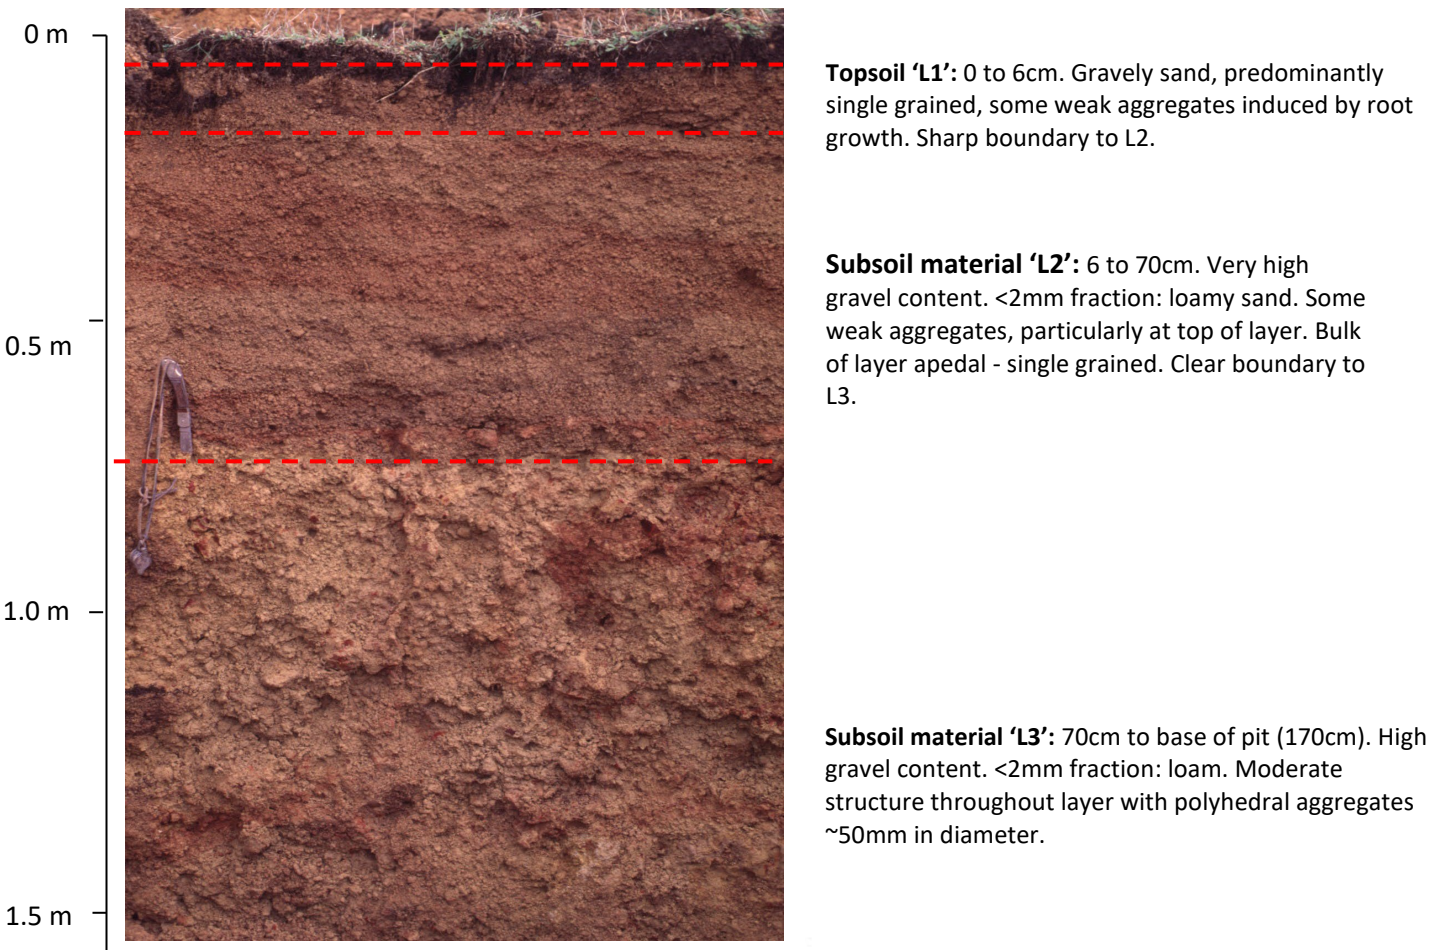 0 m
Topsoil ‘L1’: 0 to 6cm. Gravely sand, predominantly
single grained, some weak aggregates induced by root
growth. Sharp boundary to L2.
Subsoil material ‘L2’: 6 to 70cm. Very high
gravel content. <2mm fraction: loamy sand. Some
weak aggregates, particularly at top of layer. Bulk
of layer apedal - single grained. Clear boundary to
L3.
0.5 m
1.0 m
Subsoil material ‘L3’: 70cm to base of pit (170cm). High
gravel content. <2mm fraction: loam. Moderate
structure throughout layer with polyhedral aggregates
~50mm in diameter.
1.5 m